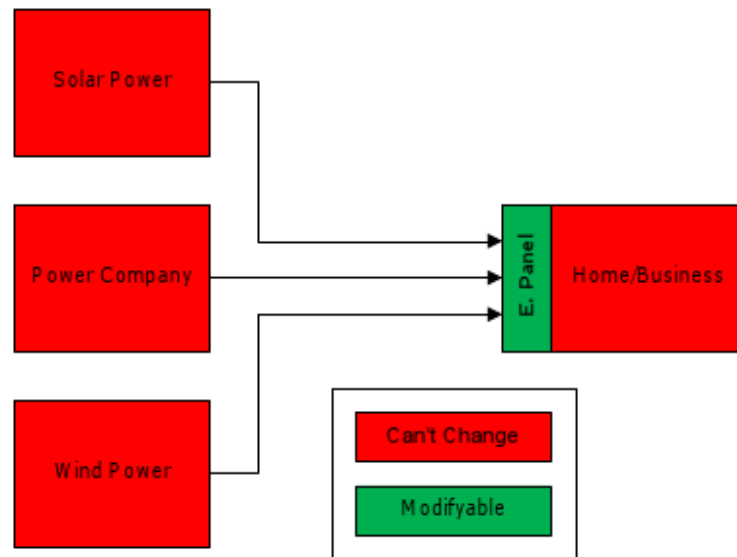 Solar Power
Power Company
E. Panel
Home/Business
Wind Power
Can't Change
Modifyable